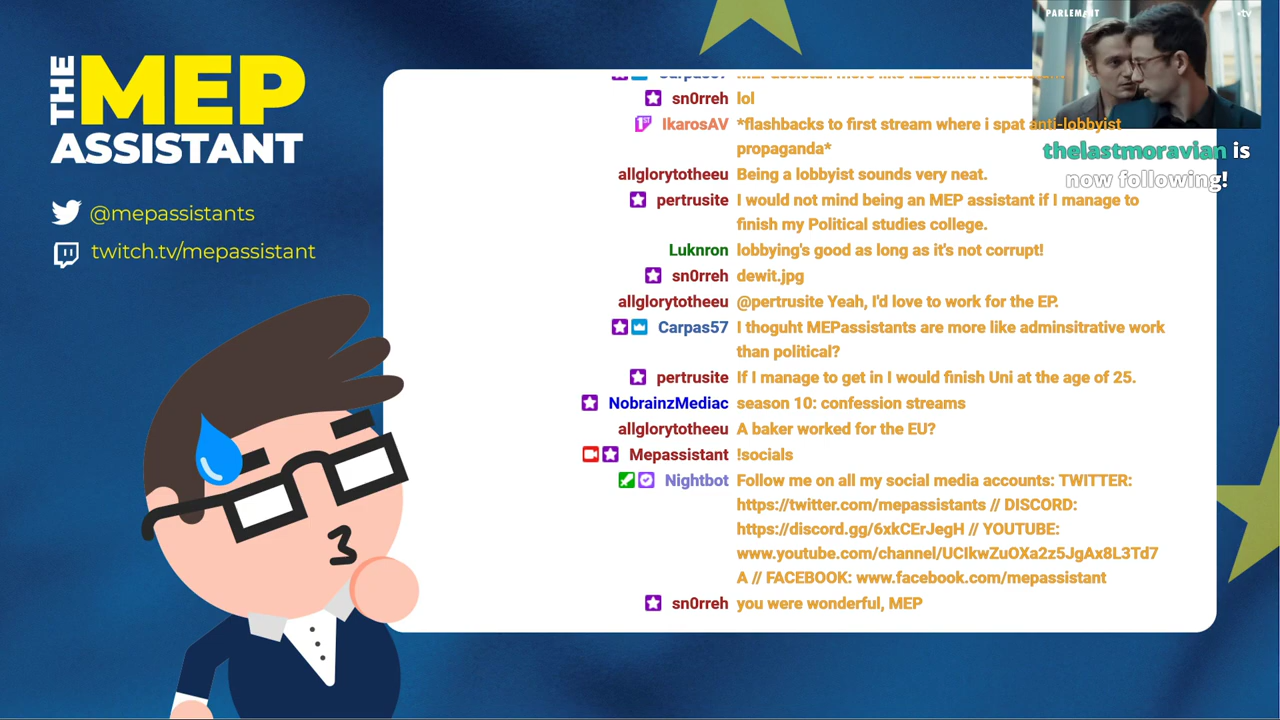 THE MEP
ASSISTANT
@mepassistants
twitch.tv/mepassistant
PARLEMENT
tv
thelastmoravian is
now following!
sn0rreh lol
1ST IkarosAV *flashbacks to first stream where i spat anti-lobbyist
propaganda*
allglorytotheeu Being a lobbyist sounds very neat.
pertrusite I would not mind being an MEP assistant if I manage to
finish my Political studies college.
Luknron lobbying's good as long as it's not corrupt!
sn0rreh dewit.jpg
allglorytotheeu @pertrusite Yeah, I'd love to work for the EP.
Carpas57 I thoguht MEPassistants are more like adminsitrative work
than political?
pertrusite If I manage to get in I would finish Uni at the age of 25.
NobrainzMediac season 10: confession streams
allglorytotheeu A baker worked for the EU?
Mepassistant !socials
Nightbot Follow me on all my social media accounts: TWITTER:
https://twitter.com/mepassistants // DISCORD:
https://discord.gg/6xkCErJegH // YOUTUBE:
www.youtube.com/channel/UCIkwZuOXa2z5JgAx8L3Td7
A // FACEBOOK: www.facebook.com/mepassistant
sn0rreh you were wonderful, MEP